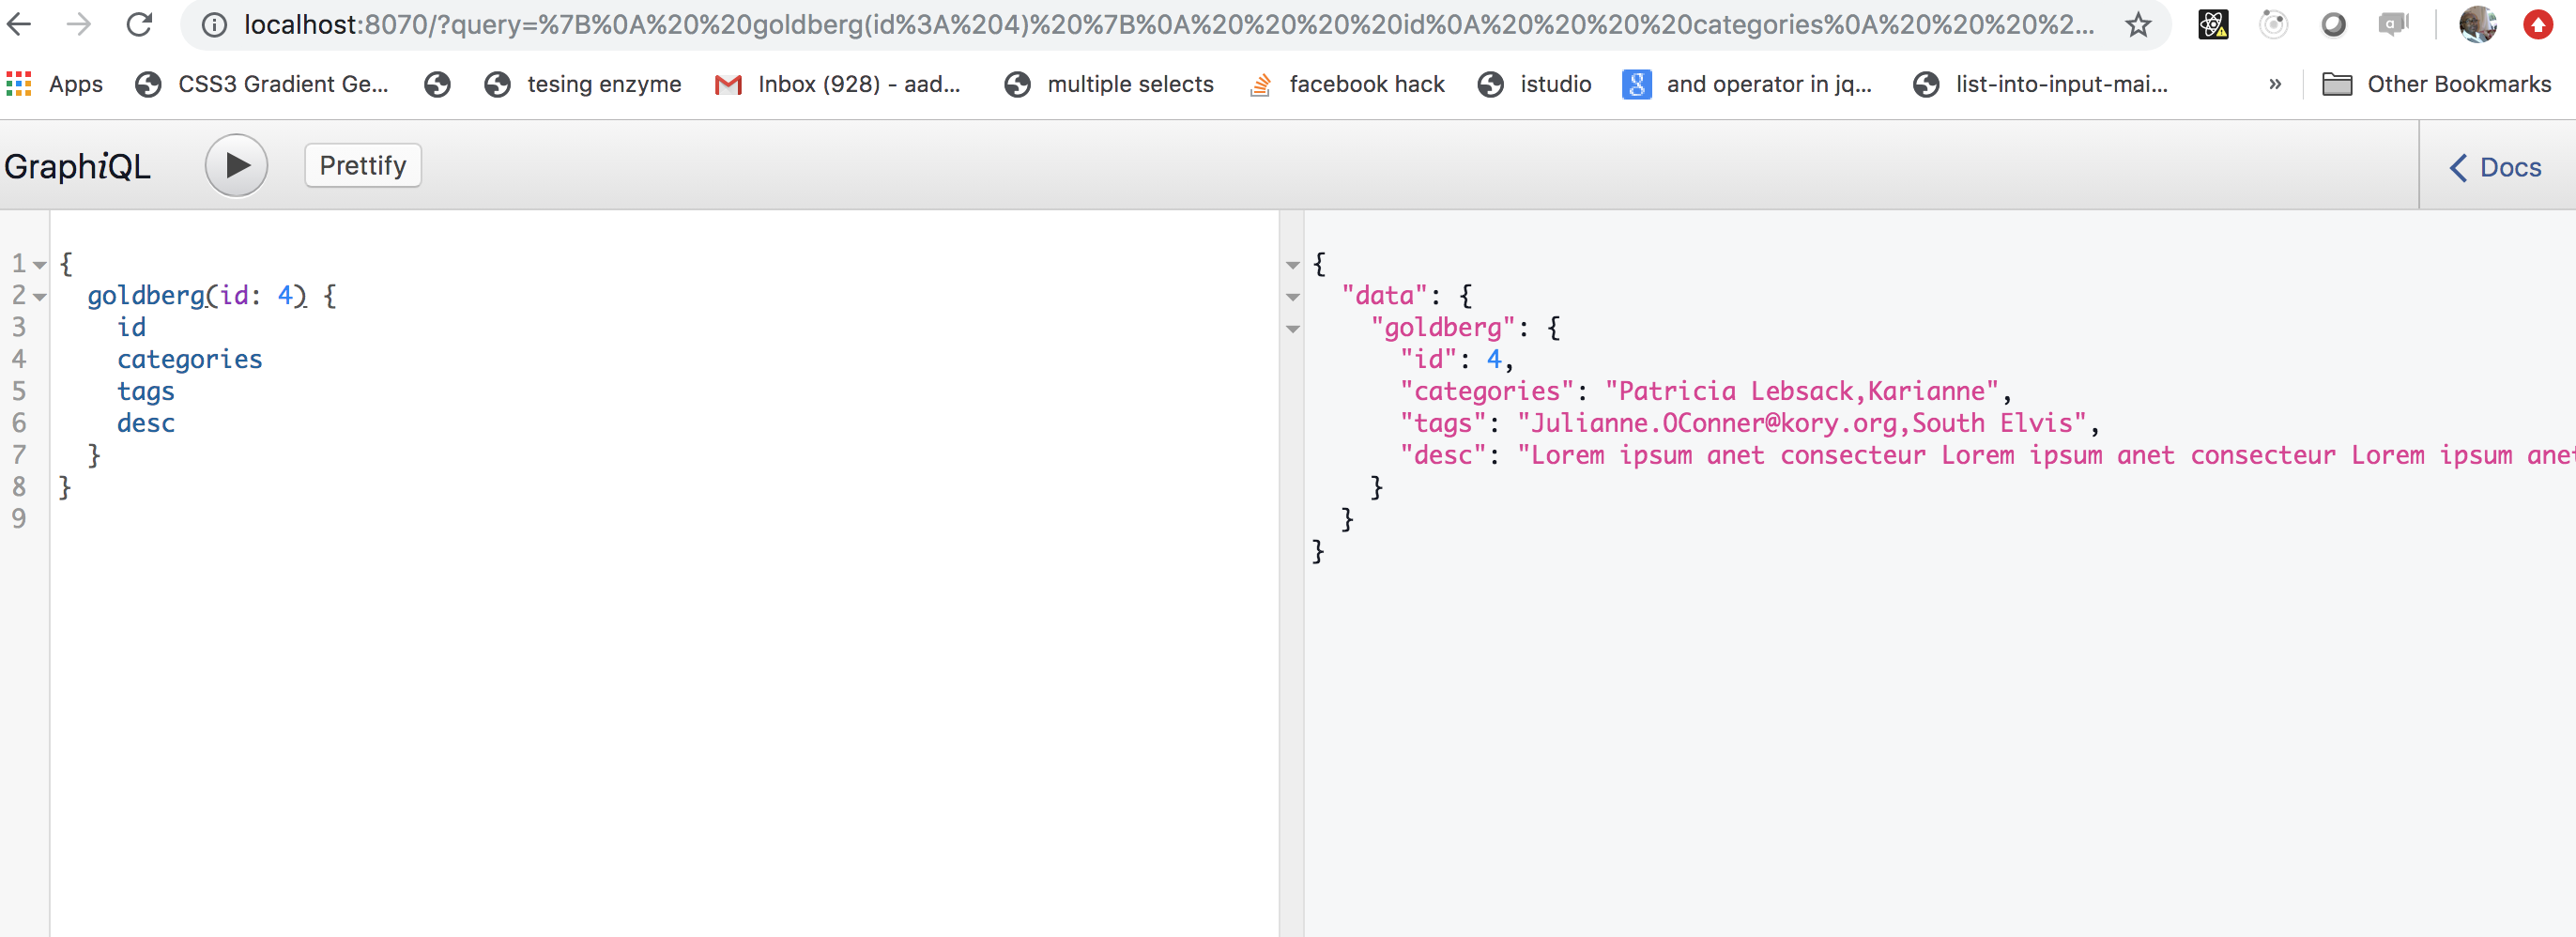 localhost:8070/?query=%7B%0A%20%20goldberg(id%3A%204)%20%7B%0A%20%20%20%20id%0A%20%20%20%20categories%0A%20%20%20%2...
Apps CSS3 Gradient Ge... tesing enzyme Inbox (928) - aad... multiple selects facebook hack istudio and operator in jq... list-into-input-mai... » Other Bookmarks
GraphiQL Prettify Docs
1 {
2 goldberg(id: 4) {
3 id
4 categories
5 tags
6 desc
7 }
8 }
9
{
"data": {
"goldberg": {
"id": 4,
"categories": "Patricia Lebsack,Karianne",
"tags": "Julianne.OConner@kory.org,South Elvis",
"desc": "Lorem ipsum anet consecteur Lorem ipsum anet consecteur Lorem ipsum anet
}
}
}